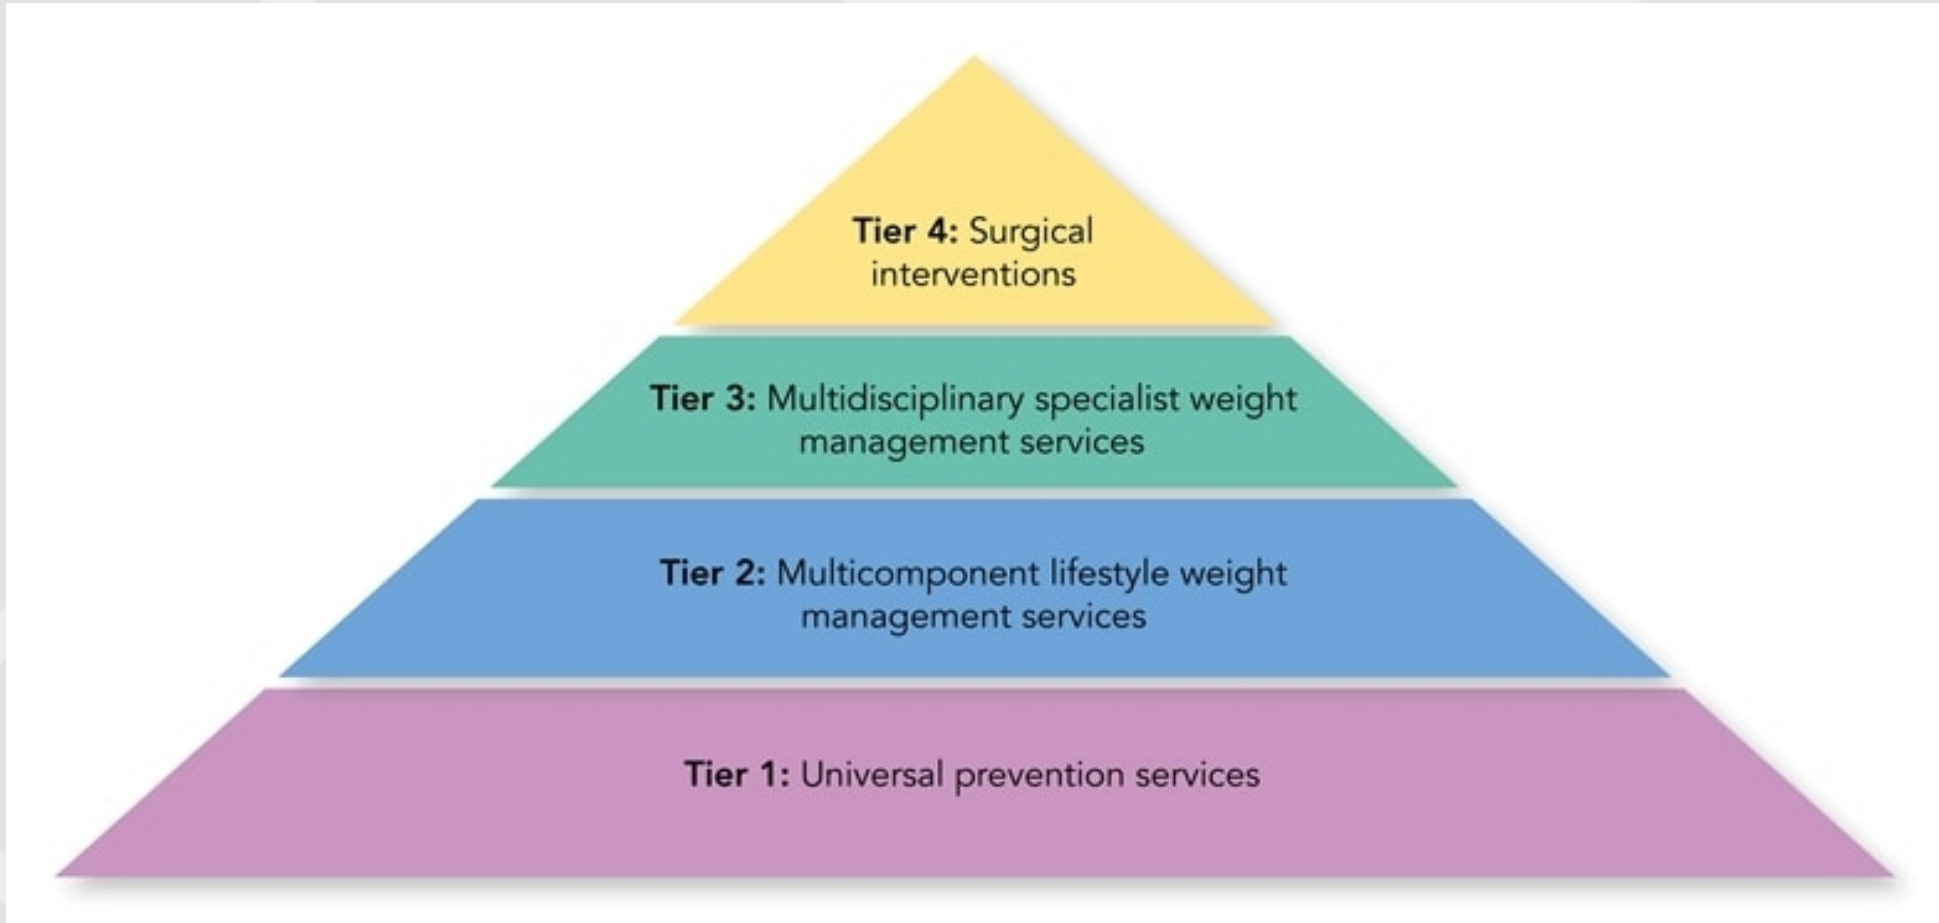 Tier 4: Surgical
interventions
Tier 3: Multidisciplinary specialist weight
management services
Tier 2: Multicomponent lifestyle weight
management services
Tier 1: Universal prevention services